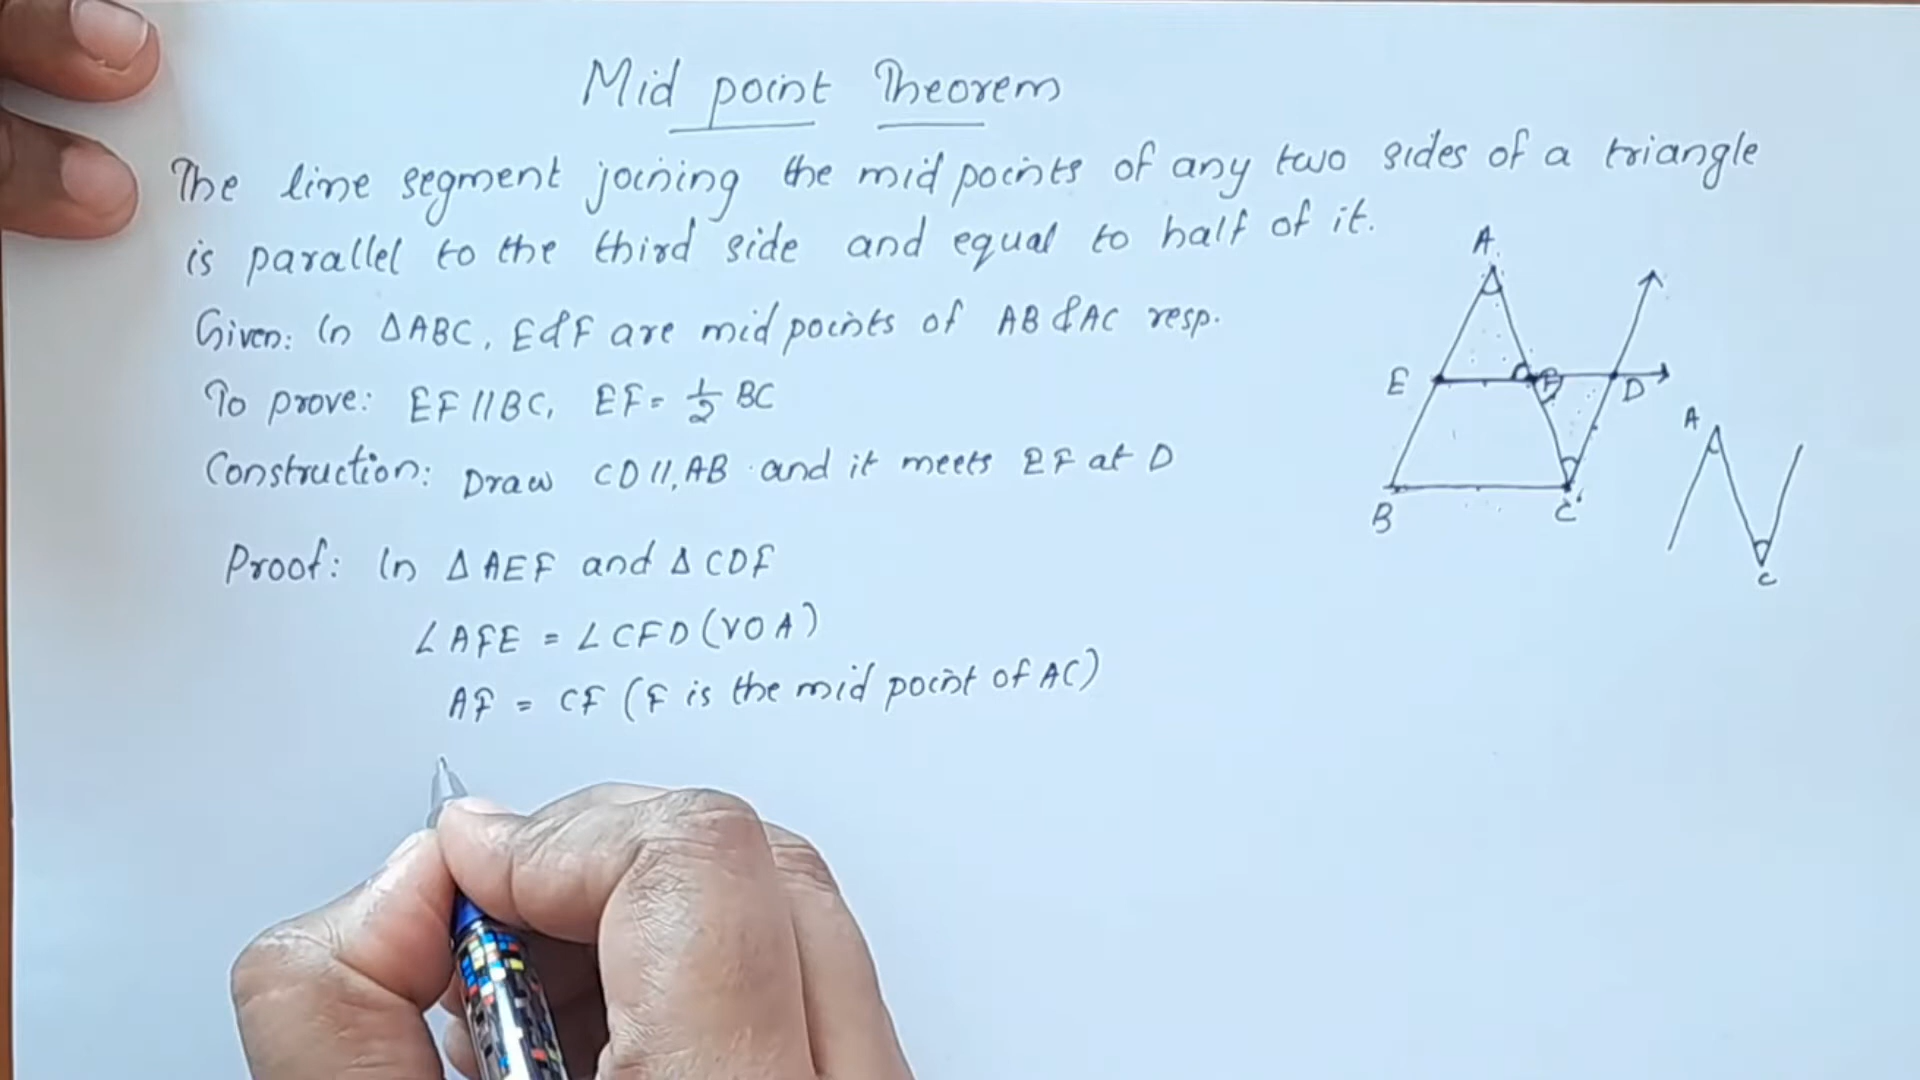 Mid point Theorem
The line segment joining the mid points of any two sides of a triangle
is parallel to the third side and equal to half of it.
Given: In ∆ABC, E&F are mid points of AB &AC resp.
To prove: EF//BC, EF= 1/2 BC
Construction: Draw CD//AB and it meets EF at D
Proof: In ∆AEF and ∆CDF
∠AFE = ∠CFD (VOA)
AF = CF (F is the mid point of AC)
A
E F D
B C
A
C